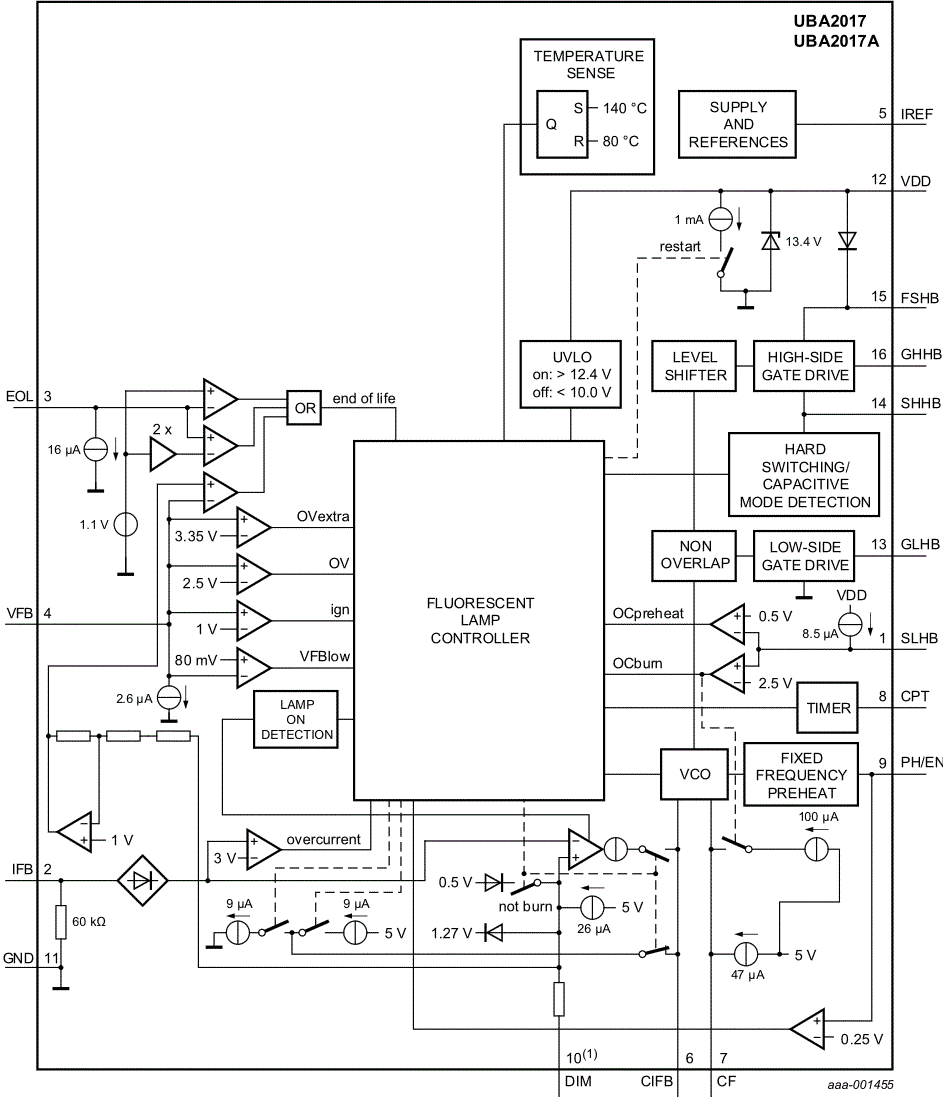 UBA2017
UBA2017A
TEMPERATURE
SENSE
S
140 °C
Q
R
80 °C
SUPPLY
AND
REFERENCES
5
IREF
12
VDD
1 mA
13.4 V
restart
15
FSHB
UVLO
on: > 12.4 V
off: < 10.0 V
LEVEL
SHIFTER
HIGH-SIDE
GATE DRIVE
16
GHHB
14
SHHB
HARD
SWITCHING/
CAPACITIVE
MODE DETECTION
EOL
3
+
−
OR
end of life
2 x
+
−
16 μA
+
−
1.1 V
+
−
OVextra
3.35 V
+
−
OV
2.5 V
+
−
ign
1 V
VFB
4
80 mV
+
−
VFBlow
2.6 μA
FLUORESCENT
LAMP
CONTROLLER
NON
OVERLAP
LOW-SIDE
GATE DRIVE
13
GLHB
VDD
OCpreheat
+
−
0.5 V
8.5 μA
1
SLHB
OCburn
+
−
2.5 V
LAMP
ON
DETECTION
TIMER
8
CPT
VCO
FIXED
FREQUENCY
PREHEAT
9
PH/EN
−
+
1 V
100 μA
+
−
overcurrent
3 V
−
+
IFB
2
0.5 V
not burn
5 V
26 μA
60 kΩ
9 μA
9 μA
5 V
1.27 V
5 V
47 μA
GND
11
+
−
0.25 V
10(1)
6
7
DIM
CIFB
CF
aaa-001455